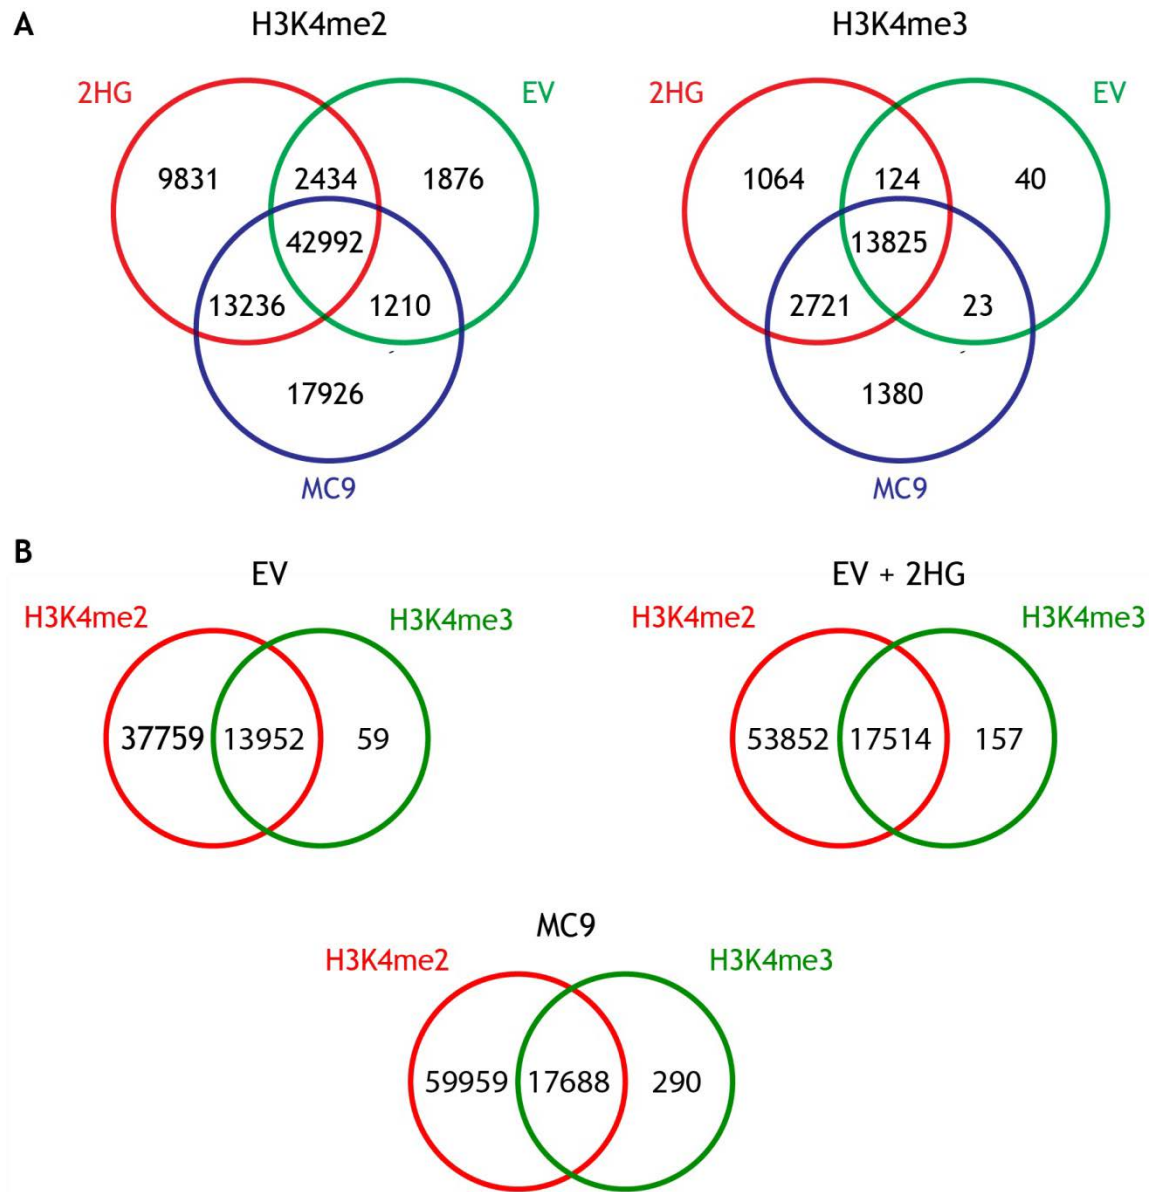 A H3K4me2 H3K4me3
2HG EV 2HG EV
9831 2434 1876 1064 124 40
42992 13825
13236 1210 2721 23
17926 1380
MC9 MC9
B
EV EV + 2HG
H3K4me2 H3K4me3 H3K4me2 H3K4me3
37759 13952 59 53852 17514 157
MC9
H3K4me2 H3K4me3
59959 17688 290